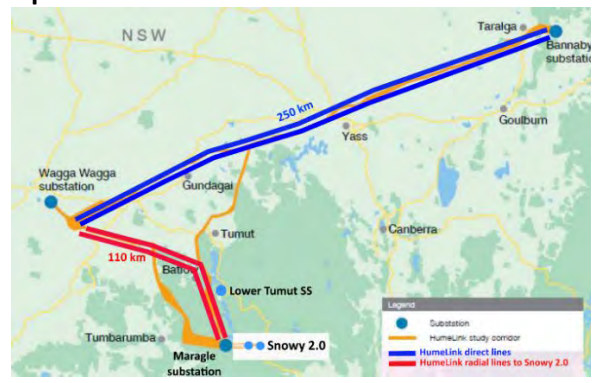 NSW
Taralga
Bannaby
substation
250 km
Goulburn
Yass
Wagga Wagga
substation
Gundagai
Canberra
Tumut
110 km
Batlow
Lower Tumut SS
Tumbarumba
Snowy 2.0
Maragle
substation
Legend
Substation
HumeLink study corridor
HumeLink direct lines
HumeLink radial lines to Snowy 2.0